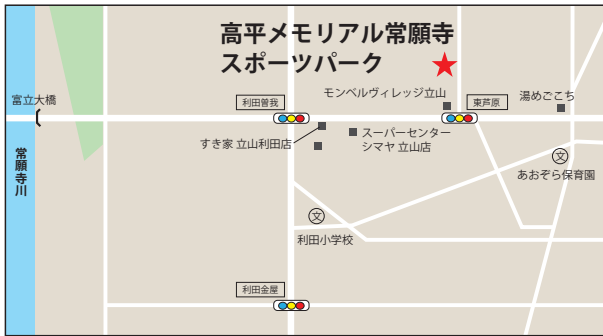 高平メモリアル常願寺
スポーツパーク
モンベルヴィレッジ立山
湯めごこち
富立大橋
利田曽我
東芦原
すき家 立山利田店
スーパーセンター
シマヤ 立山店
常願寺川
文
あおぞら保育園
文
利田小学校
利田金屋